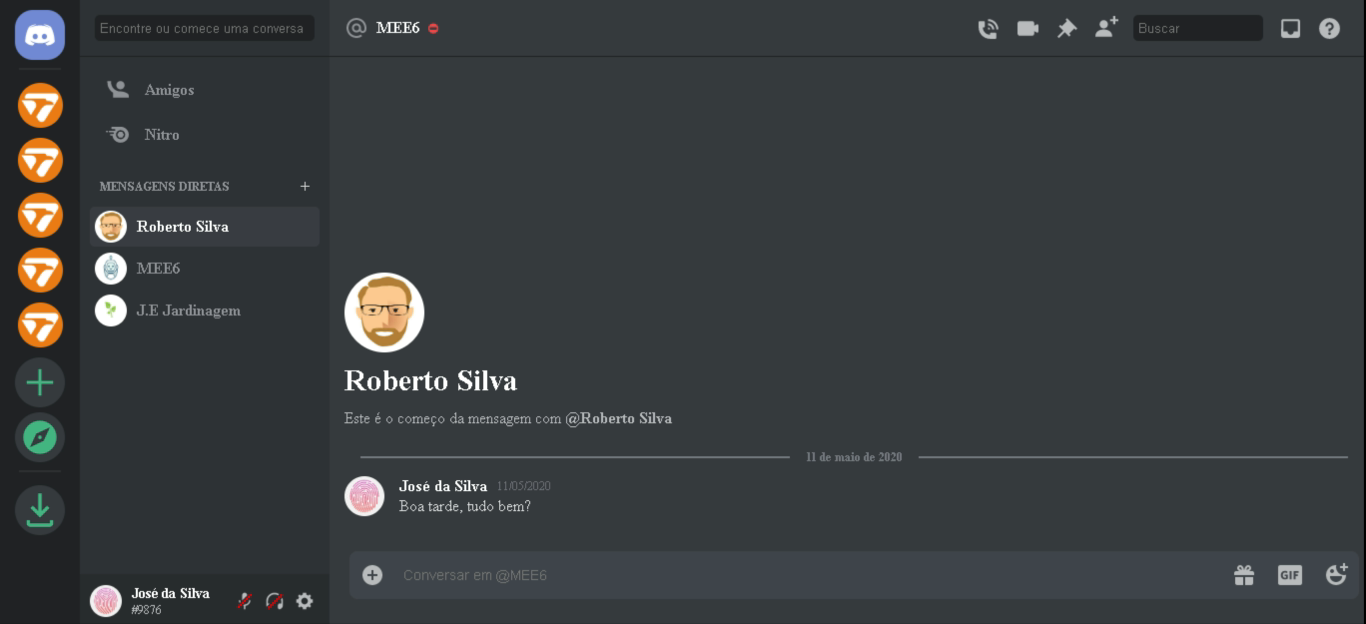 Encontre ou comece uma conversa
Amigos
Nitro
MENSAGENS DIRETAS
Roberto Silva
MEE6
J.E Jardinagem
José da Silva
#9876
@ MEE6
Buscar
Roberto Silva
Este é o começo da mensagem com @Roberto Silva
11 de maio de 2020
José da Silva 11/05/2020
Boa tarde, tudo bem?
Conversar em @MEE6
GIF